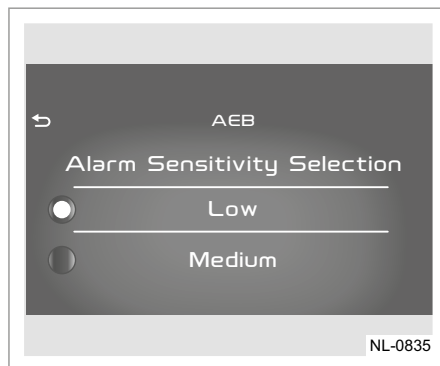 AEB
Alarm Sensitivity Selection
Low
Medium
NL-0835